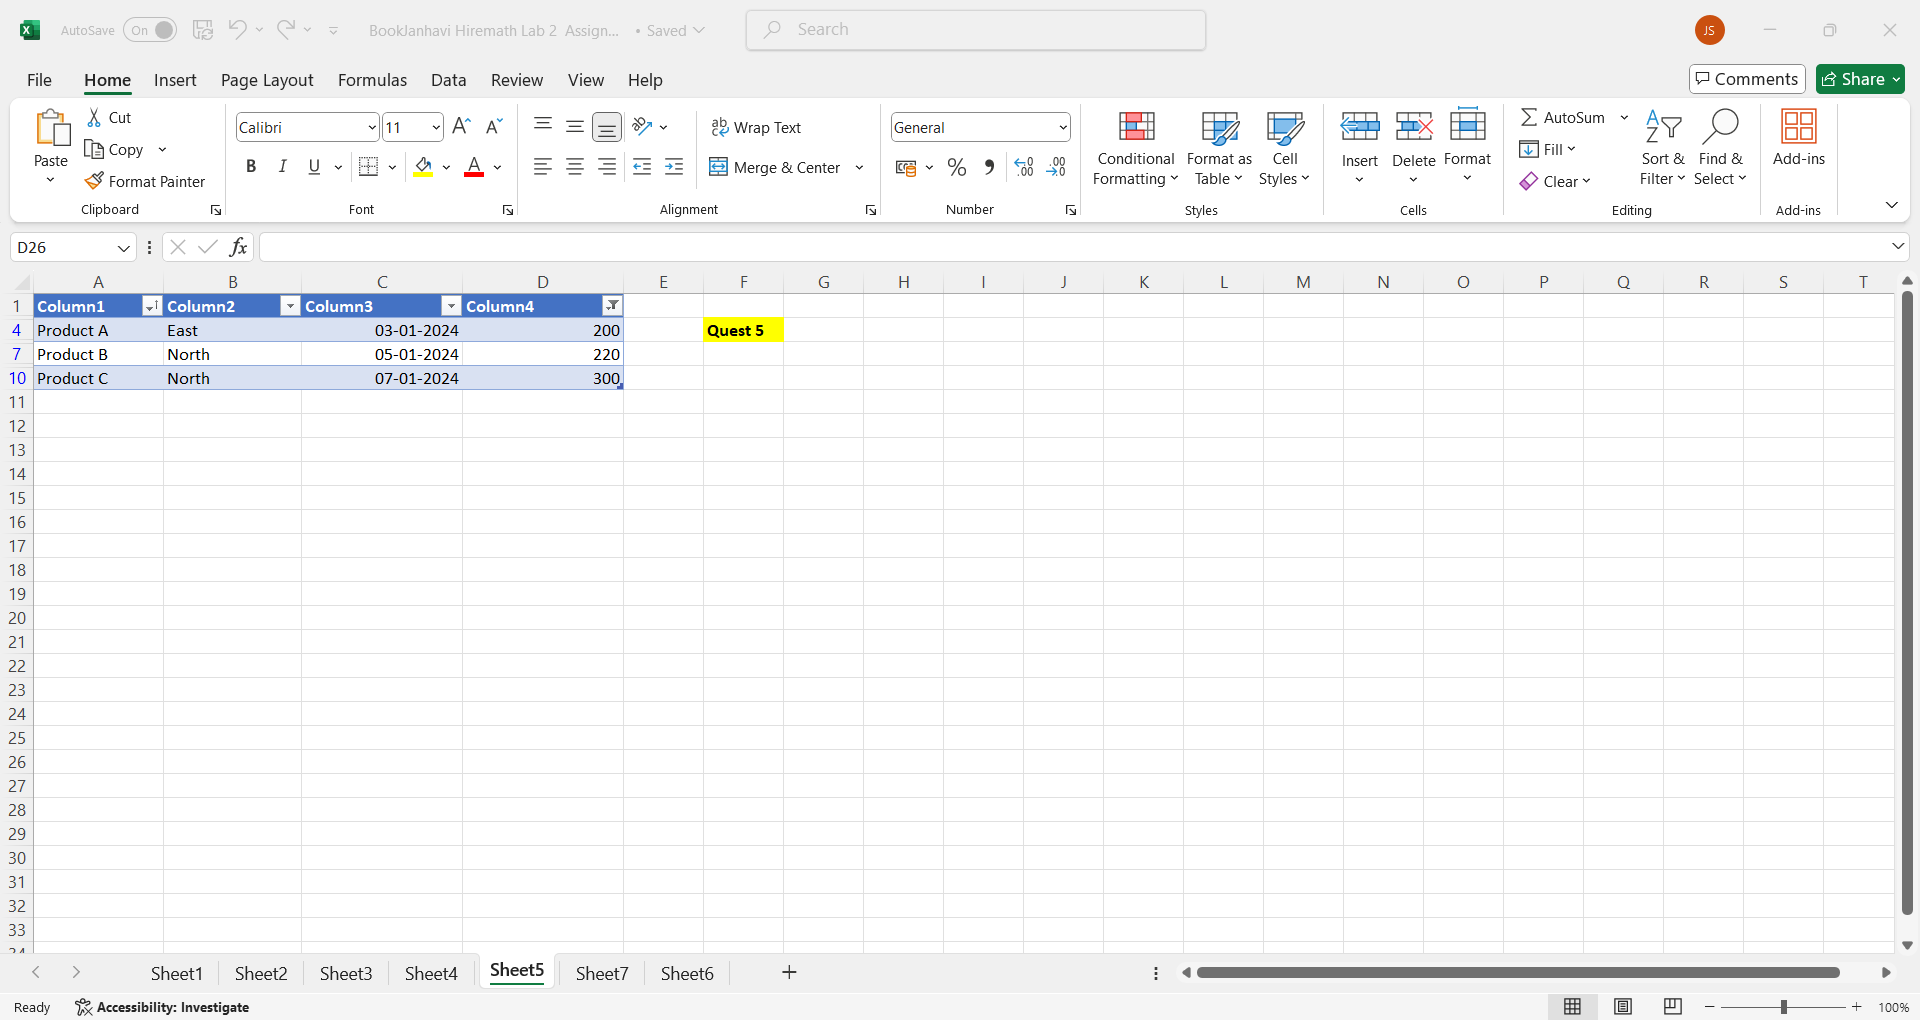 AutoSave On BookJanhavi Hiremath Lab 2 Assign... • Saved Search JS
File Home Insert Page Layout Formulas Data Review View Help Comments Share
Paste Cut Copy Format Painter Clipboard
Calibri 11 A A B I U A Font
ab Wrap Text Merge & Center Alignment
General % .00 .00 →.0 Number
Conditional Formatting Format as Table Cell Styles Styles
Insert Delete Format Cells
AutoSum Fill Clear Sort & Filter Find & Select Editing
Add-ins Add-ins
D26 fx
A B C D E F G H I J K L M N O P Q R S T
1 Column1 Column2 Column3 Column4
4 Product A East 03-01-2024 200 Quest 5
7 Product B North 05-01-2024 220
10 Product C North 07-01-2024 300
11
12
13
14
15
16
17
18
19
20
21
22
23
24
25
26
27
28
29
30
31
32
33
34
Sheet1 Sheet2 Sheet3 Sheet4 Sheet5 Sheet7 Sheet6 +
Ready Accessibility: Investigate 100%